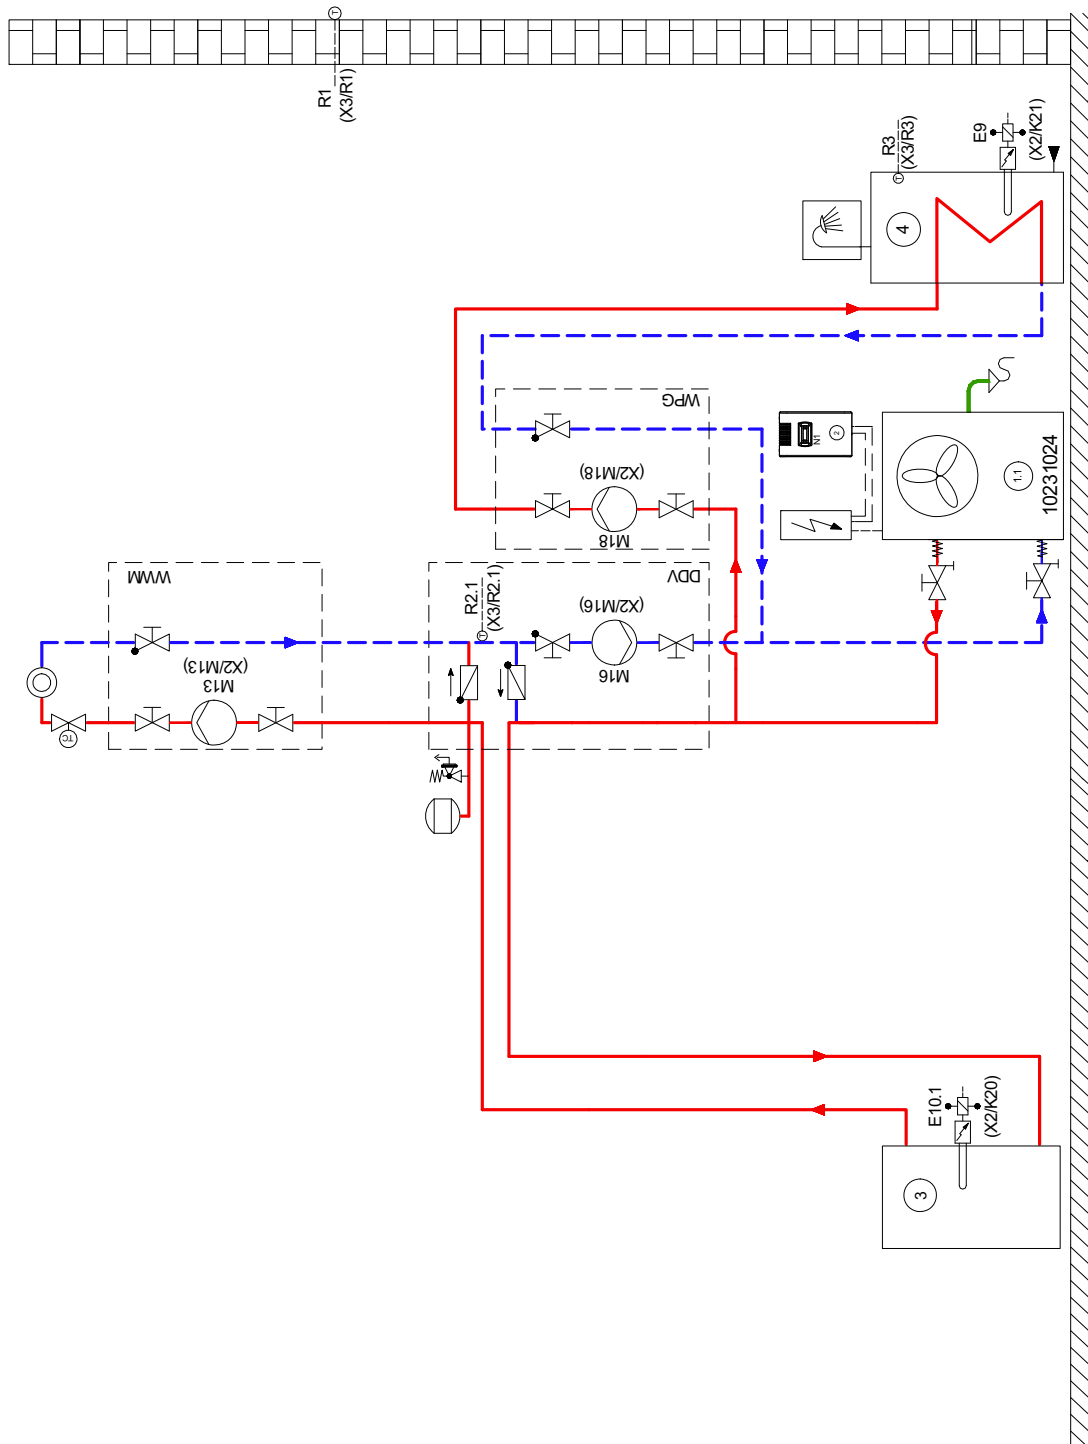 R1
(X3/R1)
R3
(X3/R3)
E9
(X2/K21)
4
T
T
WPG
M18
(X2/M18)
N1
2
1.1
10231024
WWM
M13
(X2/M13)
TC
R2.1
(X3/R2.1)
T
DDV
M16
(X2/M16)
E10.1
(X2/K20)
3